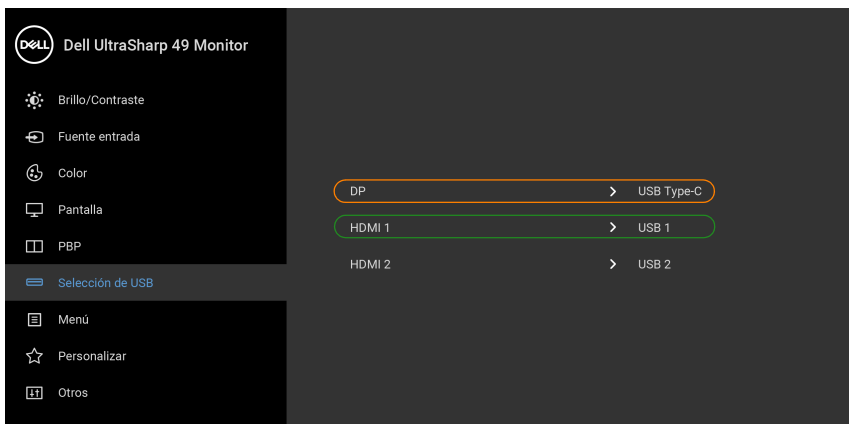 DELL Dell UltraSharp 49 Monitor
Brillo/Contraste
Fuente entrada
Color
Pantalla
PBP
Selección de USB
Menú
Personalizar
Otros
DP > USB Type-C
HDMI 1 > USB 1
HDMI 2 > USB 2